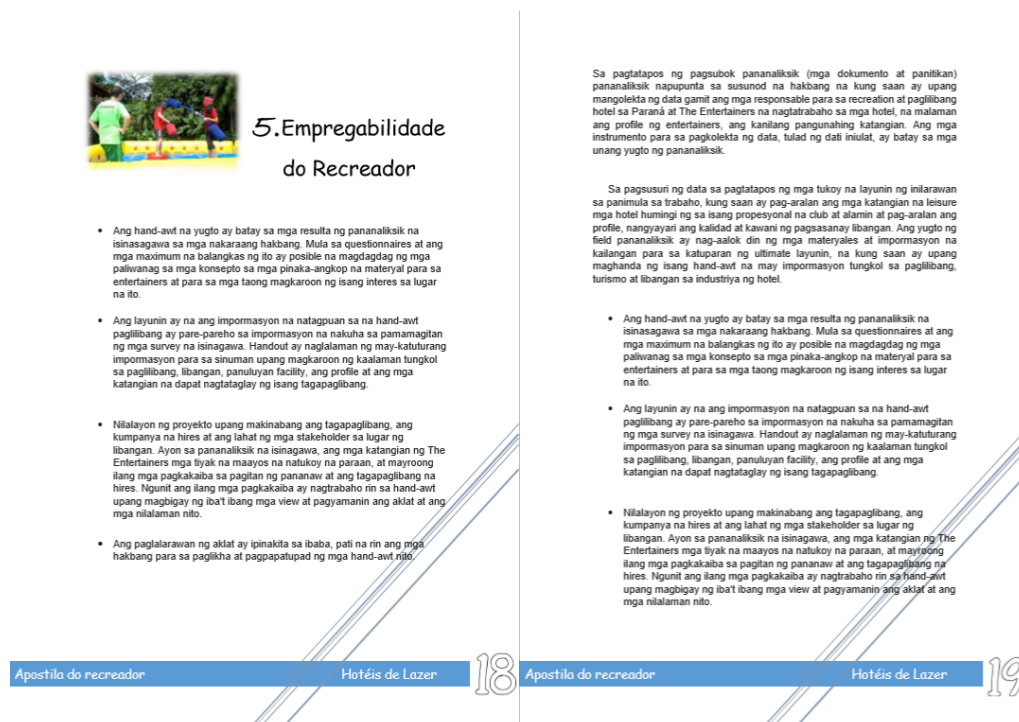 5.Empregabilidade
do Recreador
• Ang hand-awt na yugto ay batay sa mga resulta ng pananaliksik na
isinasagawa sa mga nakaraang hakbang. Mula sa questionnaires at ang
mga maximum na balangkas ng ito ay posible na magdagdag ng mga
paliwanag sa mga konsepto sa mga pinaka-angkop na materyal para sa
entertainers at para sa mga taong magkaroon ng isang interes sa lugar
na ito.
• Ang layunin ay na ang impormasyon na natagpuan sa na hand-awt
paglilibang ay pare-pareho sa impormasyon na nakuha sa pamamagitan
ng mga survey na isinagawa. Handout ay naglalaman ng may-katuturang
impormasyon para sa sinuman upang magkaroon ng kaalaman tungkol
sa paglilibang, libangan, panuluyan facility, ang profile at ang mga
katangian na dapat nagtataglay ng isang tagapaglibang.
• Nilalayon ng proyekto upang makinabang ang tagapaglibang, ang
kumpanya na hires at ang lahat ng mga stakeholder sa lugar ng
libangan. Ayon sa pananaliksik na isinagawa, ang mga katangian ng The
Entertainers mga tiyak na maayos na natukoy na paraan, at mayroong
ilang mga pagkakaiba sa pagitan ng pananaw at ang tagapaglibang na
hires. Ngunit ang ilang mga pagkakaiba ay nagtrabaho rin sa hand-awt
upang magbigay ng iba't ibang mga view at pagyamanin ang aklat at ang
mga nilalaman nito.
• Ang paglalarawan ng aklat ay ipinakita sa ibaba, pati na rin ang mga
hakbang para sa paglikha at pagpapatupad ng mga hand-awt nito.
Apostila do recreador Hotéis de Lazer 18
Sa pagtatapos ng pagsubok pananaliksik (mga dokumento at panitikan)
pananaliksik napupunta sa susunod na hakbang na kung saan ay upang
mangolekta ng data gamit ang mga responsable para sa recreation at paglilibang
hotel sa Paraná at The Entertainers na nagtatrabaho sa mga hotel, na malaman
ang profile ng entertainers, ang kanilang pangunahing katangian. Ang mga
instrumento para sa pagkolekta ng data, tulad ng dati iniulat, ay batay sa mga
unang yugto ng pananaliksik.
Sa pagsusuri ng data sa pagtatapos ng mga tukoy na layunin ng inilarawan
sa panimula sa trabaho, kung saan ay pag-aralan ang mga katangian na leisure
mga hotel humingi ng sa isang propesyonal na club at alamin at pag-aralan ang
profile, nangyayari ang kalidad at kawani ng pagsasanay libangan. Ang yugto ng
field pananaliksik ay nag-aalok din ng mga materyales at impormasyon na
kailangan para sa katuparan ng ultimate layunin, na kung saan ay upang
maghanda ng isang hand-awt na may impormasyon tungkol sa paglilibang,
turismo at libangan sa industriya ng hotel.
• Ang hand-awt na yugto ay batay sa mga resulta ng pananaliksik na
isinasagawa sa mga nakaraang hakbang. Mula sa questionnaires at ang
mga maximum na balangkas ng ito ay posible na magdagdag ng mga
paliwanag sa mga konsepto sa mga pinaka-angkop na materyal para sa
entertainers at para sa mga taong magkaroon ng isang interes sa lugar
na ito.
• Ang layunin ay na ang impormasyon na natagpuan sa na hand-awt
paglilibang ay pare-pareho sa impormasyon na nakuha sa pamamagitan
ng mga survey na isinagawa. Handout ay naglalaman ng may-katuturang
impormasyon para sa sinuman upang magkaroon ng kaalaman tungkol
sa paglilibang, libangan, panuluyan facility, ang profile at ang mga
katangian na dapat nagtataglay ng isang tagapaglibang.
• Nilalayon ng proyekto upang makinabang ang tagapaglibang, ang
kumpanya na hires at ang lahat ng mga stakeholder sa lugar ng
libangan. Ayon sa pananaliksik na isinagawa, ang mga katangian ng The
Entertainers mga tiyak na maayos na natukoy na paraan, at mayroong
ilang mga pagkakaiba sa pagitan ng pananaw at ang tagapaglibang na
hires. Ngunit ang ilang mga pagkakaiba ay nagtrabaho rin sa hand-awt
upang magbigay ng iba't ibang mga view at pagyamanin ang aklat at ang
mga nilalaman nito.
Apostila do recreador Hotéis de Lazer 19